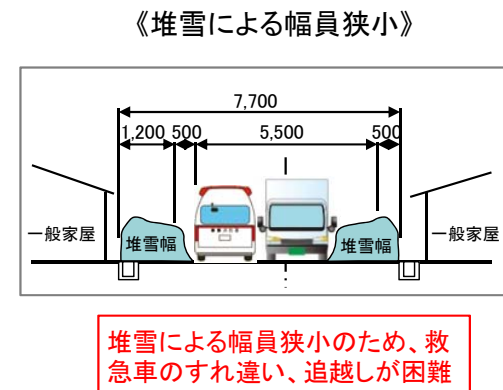 《堆雪による幅員狭小》
7,700
1,200 500 5,500 500
一般家屋 堆雪幅 堆雪幅 一般家屋
堆雪による幅員狭小のため、救
急車のすれ違い、追越しが困難